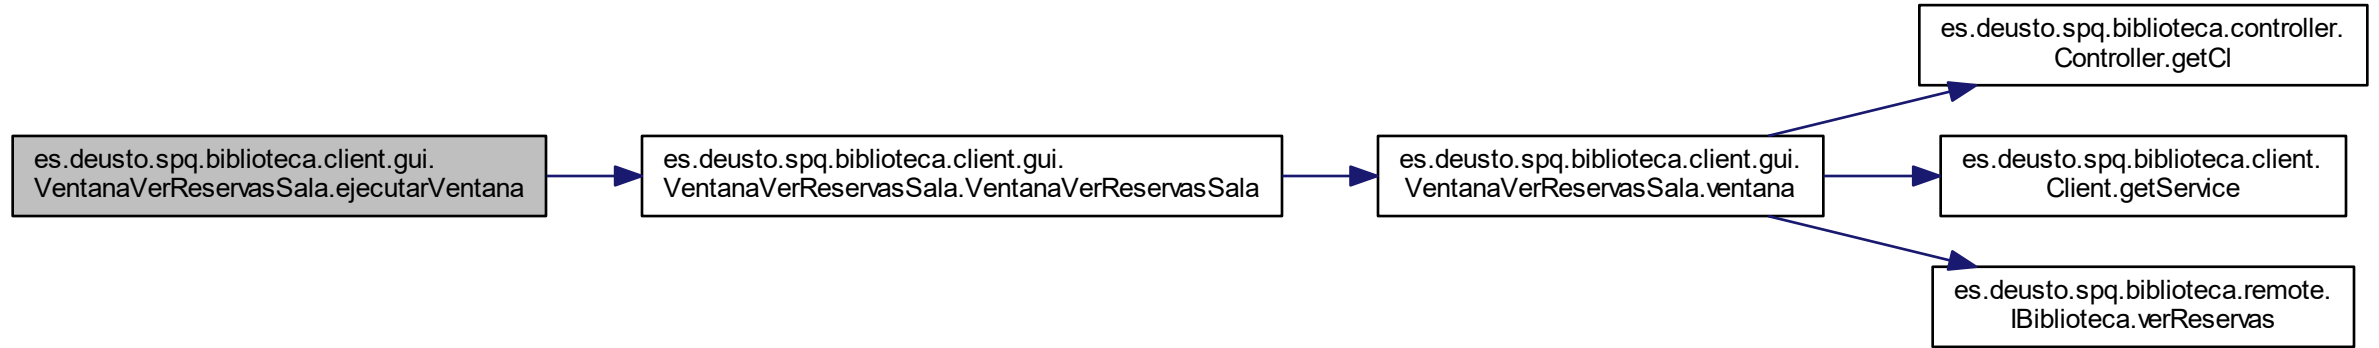 es.deusto.spq.biblioteca.client.gui.
VentanaVerReservasSala.ejecutarVentana
es.deusto.spq.biblioteca.client.gui.
VentanaVerReservasSala.VentanaVerReservasSala
es.deusto.spq.biblioteca.client.gui.
VentanaVerReservasSala.ventana
es.deusto.spq.biblioteca.controller.
Controller.getCl
es.deusto.spq.biblioteca.client.
Client.getService
es.deusto.spq.biblioteca.remote.
IBiblioteca.verReservas